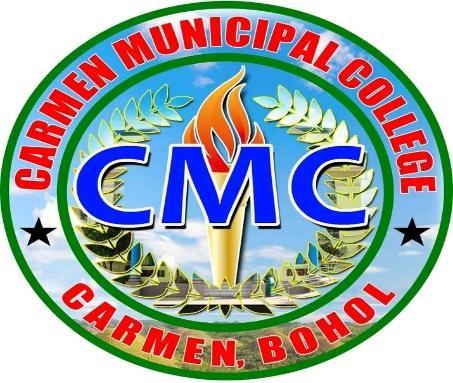 CARMEN MUNICIPAL COLLEGE
CMC
CARMEN, BOHOL